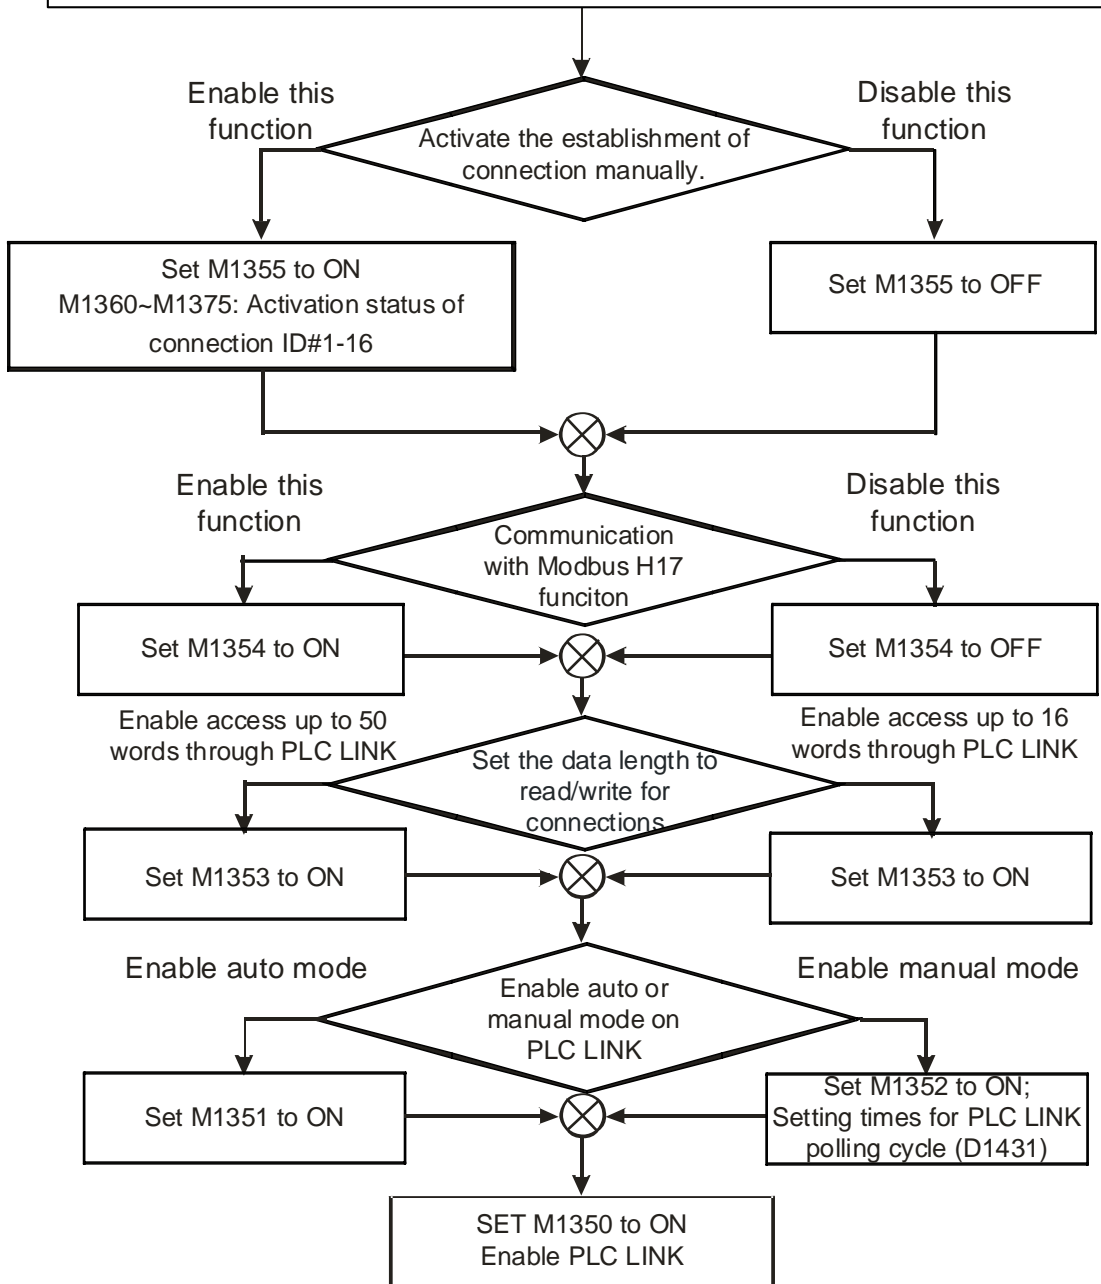 Enable this
function
Disable this
function
Activate the establishment of
connection manually.
Set M1355 to ON
M1360~M1375: Activation status of
connection ID#1-16
Set M1355 to OFF
Enable this
function
Disable this
function
Communication
with Modbus H17
funciton
Set M1354 to ON
Set M1354 to OFF
Enable access up to 50
words through PLC LINK
Enable access up to 16
words through PLC LINK
Set the data length to
read/write for
connections
Set M1353 to ON
Set M1353 to ON
Enable auto mode
Enable manual mode
Enable auto or
manual mode on
PLC LINK
Set M1351 to ON
Set M1352 to ON;
Setting times for PLC LINK
polling cycle (D1431)
SET M1350 to ON
Enable PLC LINK